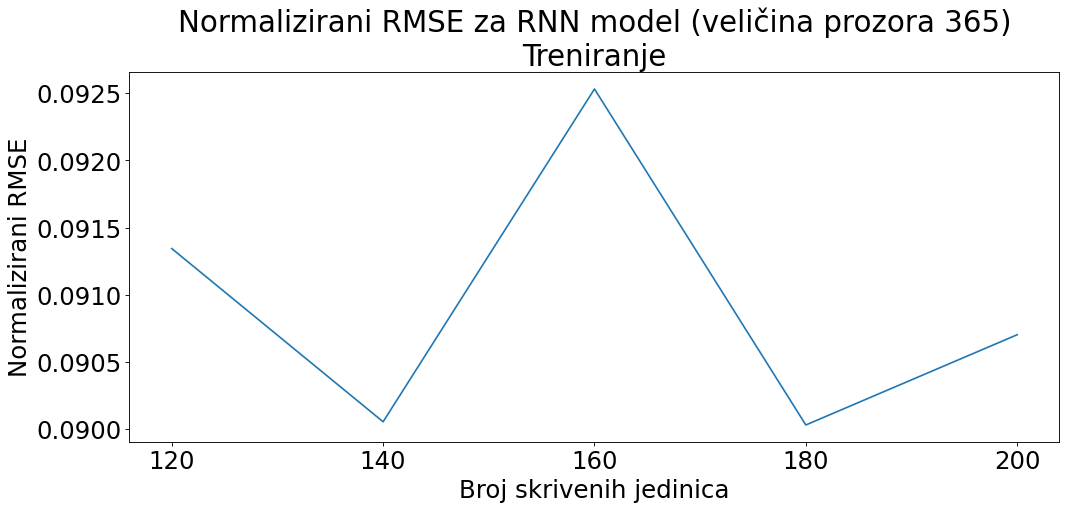 Normalizirani RMSE za RNN model (veličina prozora 365)
Treniranje
Normalizirani RMSE
0.0925
0.0920
0.0915
0.0910
0.0905
0.0900
120 140 160 180 200
Broj skrivenih jedinica